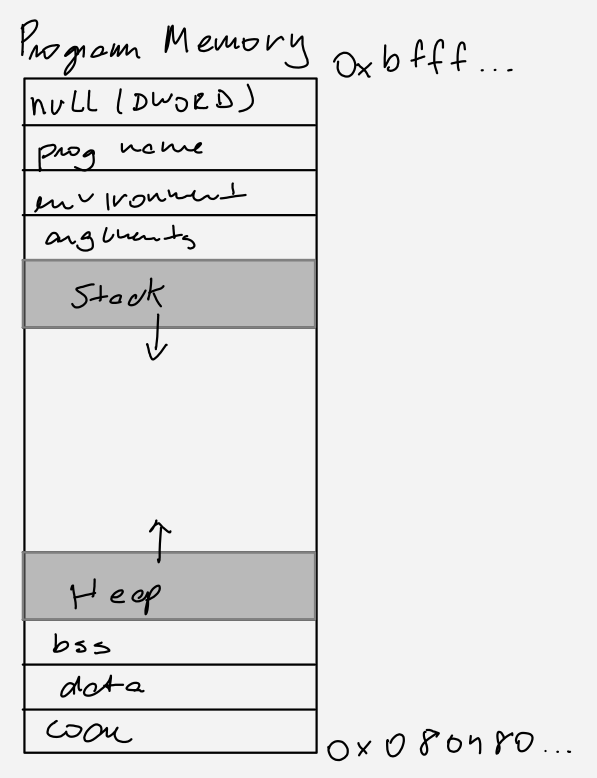 Program Memory
0xbfff...
null (DWORD)
prog name
environment
arguments
Stack
Heap
bss
data
code
0x080480...